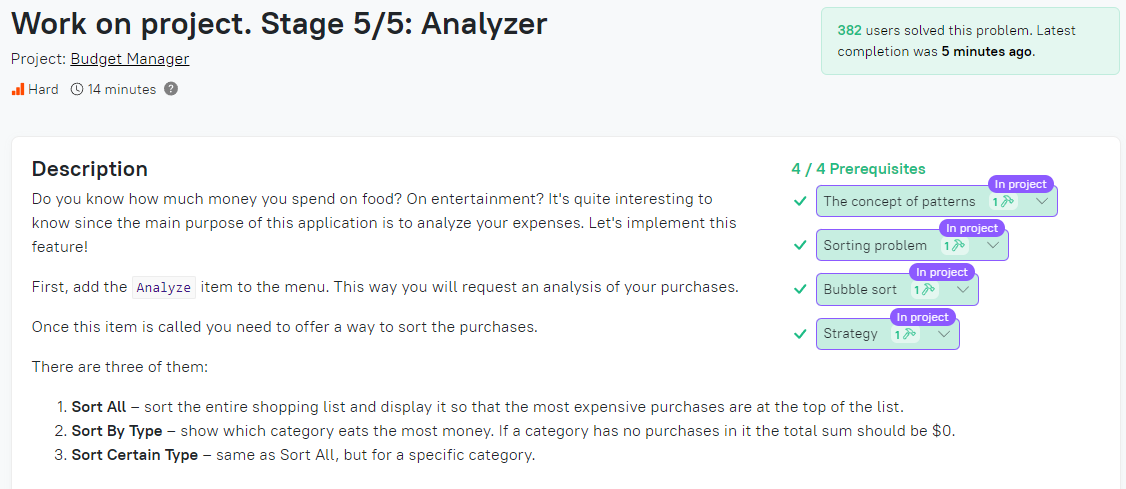 Work on project. Stage 5/5: Analyzer
Project: Budget Manager
Hard 14 minutes ?
382 users solved this problem. Latest
completion was 5 minutes ago.
Description
Do you know how much money you spend on food? On entertainment? It's quite interesting to
know since the main purpose of this application is to analyze your expenses. Let's implement this
feature!
First, add the Analyze item to the menu. This way you will request an analysis of your purchases.
Once this item is called you need to offer a way to sort the purchases.
There are three of them:
1. Sort All – sort the entire shopping list and display it so that the most expensive purchases are at the top of the list.
2. Sort By Type – show which category eats the most money. If a category has no purchases in it the total sum should be $0.
3. Sort Certain Type – same as Sort All, but for a specific category.
4 / 4 Prerequisites
In project
The concept of patterns 1
In project
Sorting problem 1
In project
Bubble sort 1
In project
Strategy 1